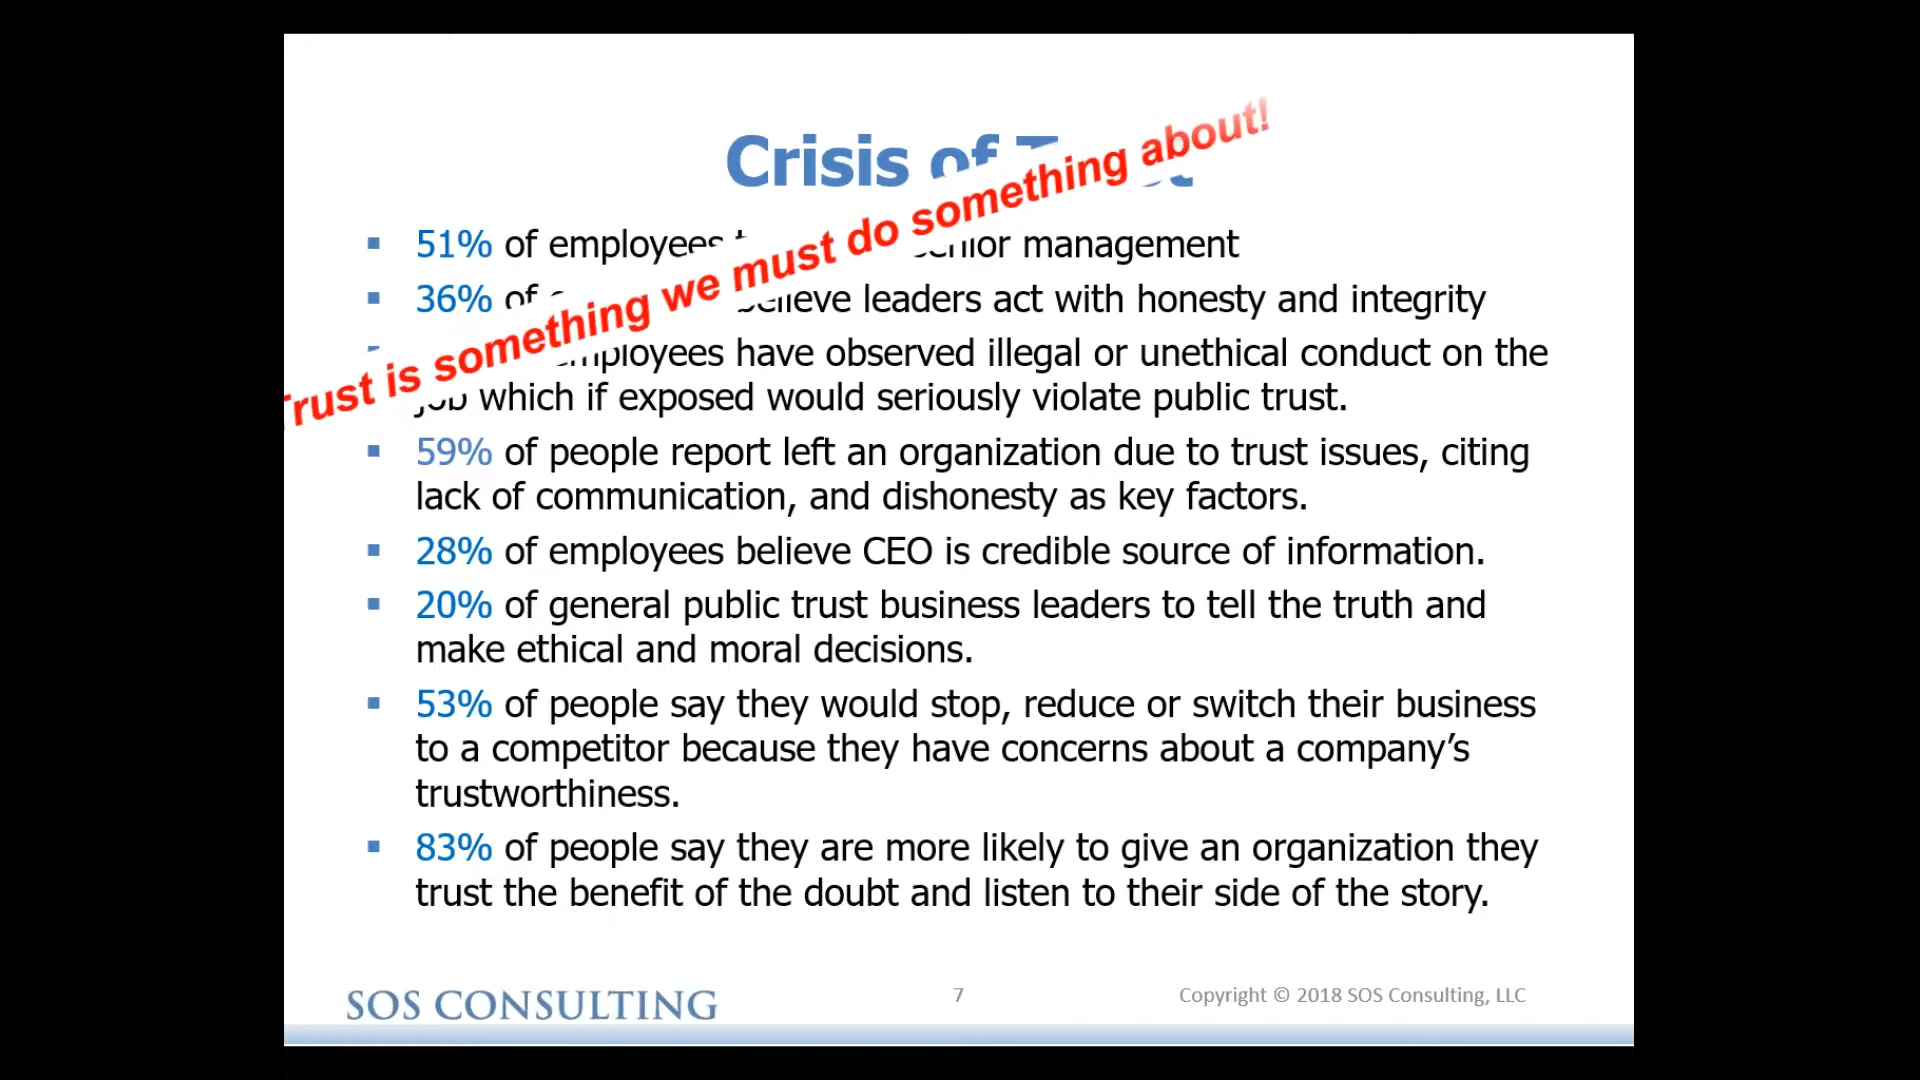 Crisis of
Trust is something we must do something about!
51% of employees senior management
36% of believe leaders act with honesty and integrity
employees have observed illegal or unethical conduct on the
job which if exposed would seriously violate public trust.
59% of people report left an organization due to trust issues, citing
lack of communication, and dishonesty as key factors.
28% of employees believe CEO is credible source of information.
20% of general public trust business leaders to tell the truth and
make ethical and moral decisions.
53% of people say they would stop, reduce or switch their business
to a competitor because they have concerns about a company’s
trustworthiness.
83% of people say they are more likely to give an organization they
trust the benefit of the doubt and listen to their side of the story.
SOS CONSULTING
7
Copyright © 2018 SOS Consulting, LLC